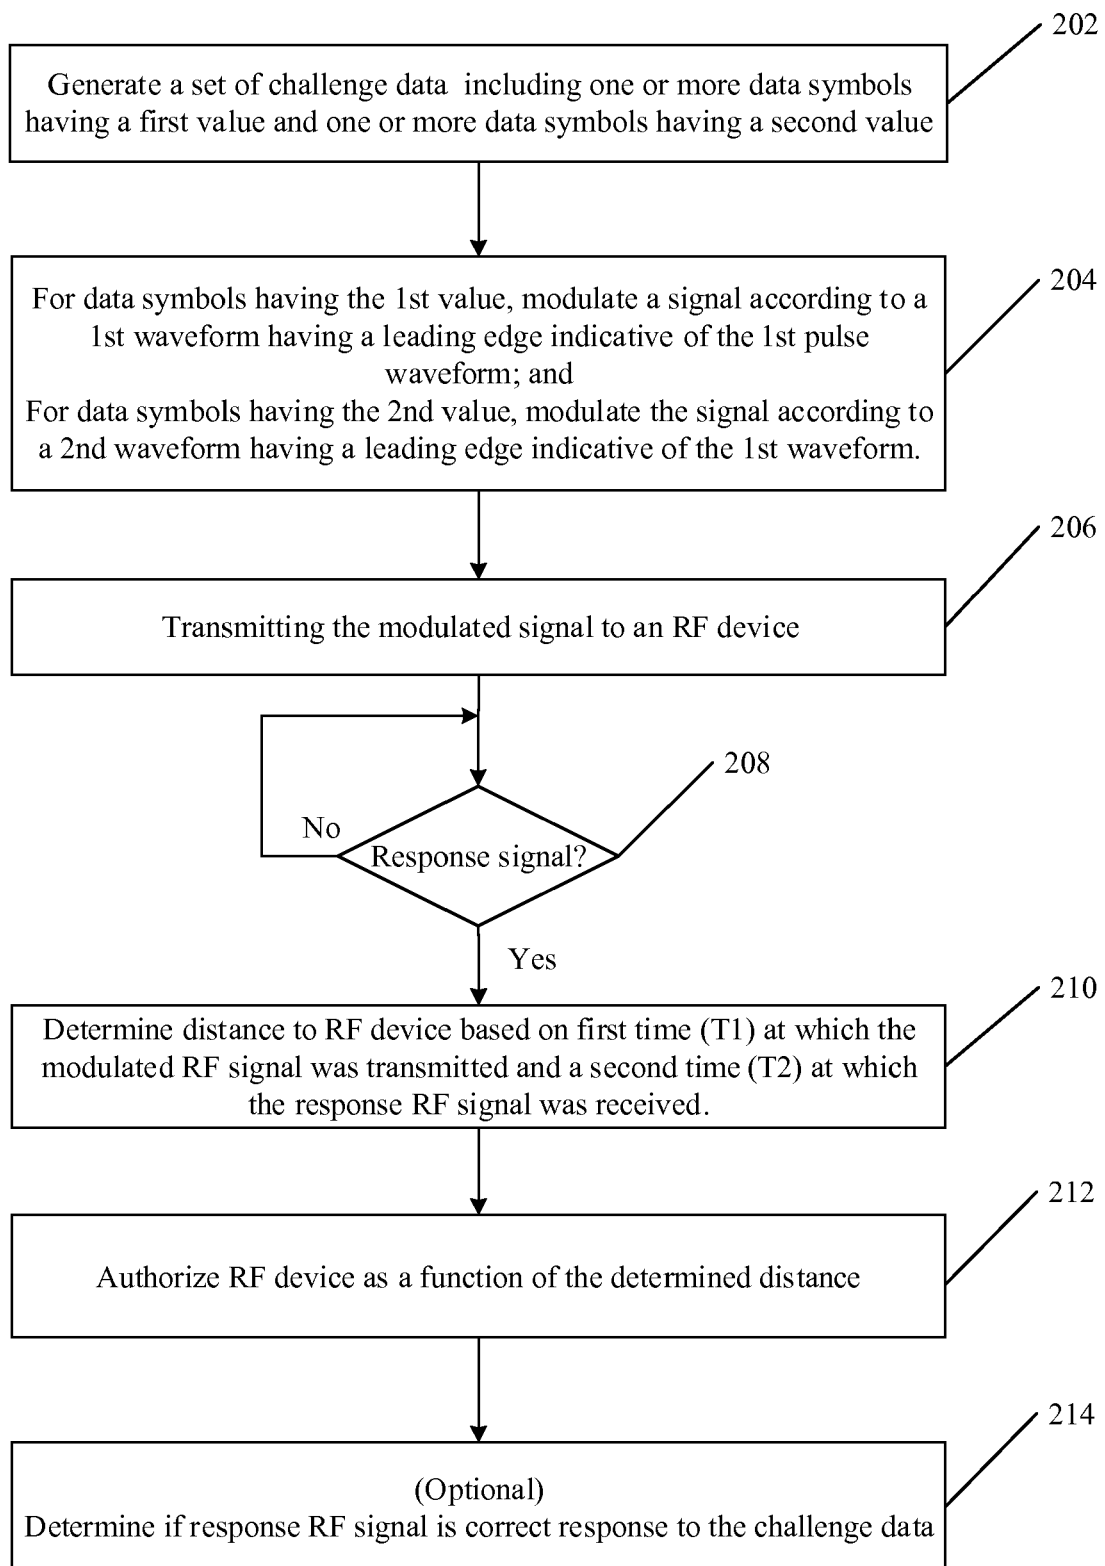 202
Generate a set of challenge data including one or more data symbols
having a first value and one or more data symbols having a second value
204
For data symbols having the 1st value, modulate a signal according to a
1st waveform having a leading edge indicative of the 1st pulse
waveform; and
For data symbols having the 2nd value, modulate the signal according to
a 2nd waveform having a leading edge indicative of the 1st waveform.
206
Transmitting the modulated signal to an RF device
208
No
Response signal?
Yes
210
Determine distance to RF device based on first time (T1) at which the
modulated RF signal was transmitted and a second time (T2) at which
the response RF signal was received.
212
Authorize RF device as a function of the determined distance
214
(Optional)
Determine if response RF signal is correct response to the challenge data